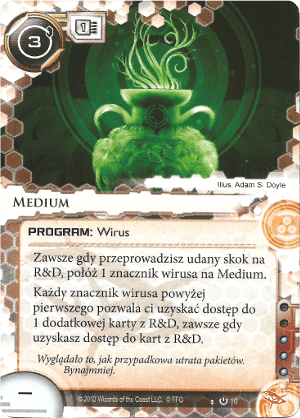 3
1
Illus. Adam S. Doyle
MEDIUM
PROGRAM: Wirus
Zawsze gdy przeprowadzisz udany skok na
R&D, połóż 1 znacznik wirusa na Medium.
Każdy znacznik wirusa powyżej
pierwszego pozwala ci uzyskać dostęp do
1 dodatkowej karty z R&D, zawsze gdy
uzyskasz dostęp do kart z R&D.
Wyglądało to, jak przypadkowa utrata pakietów.
Bynajmniej.
–
©2012 Wizards of the Coast LLC. © FFG
10